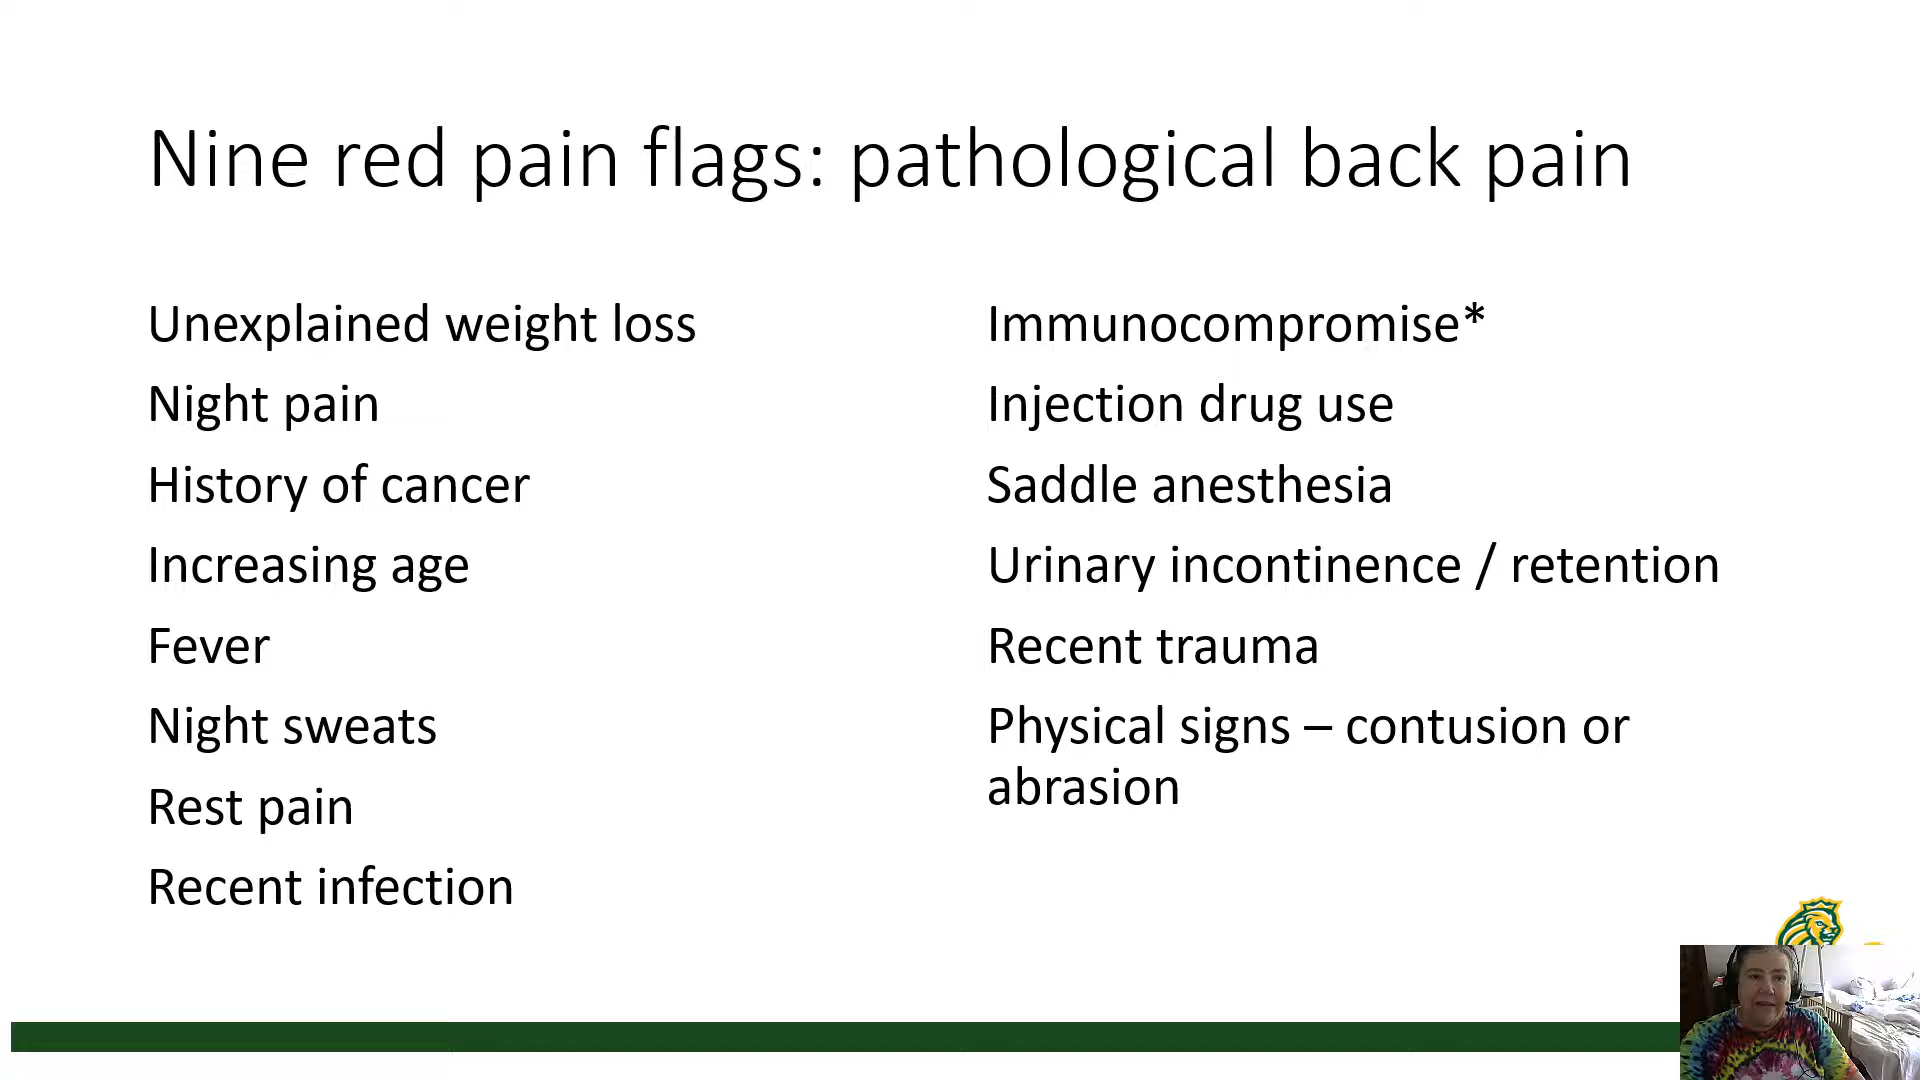 Nine red pain flags: pathological back pain
Unexplained weight loss
Night pain
History of cancer
Increasing age
Fever
Night sweats
Rest pain
Recent infection
Immunocompromise*
Injection drug use
Saddle anesthesia
Urinary incontinence / retention
Recent trauma
Physical signs – contusion or
abrasion